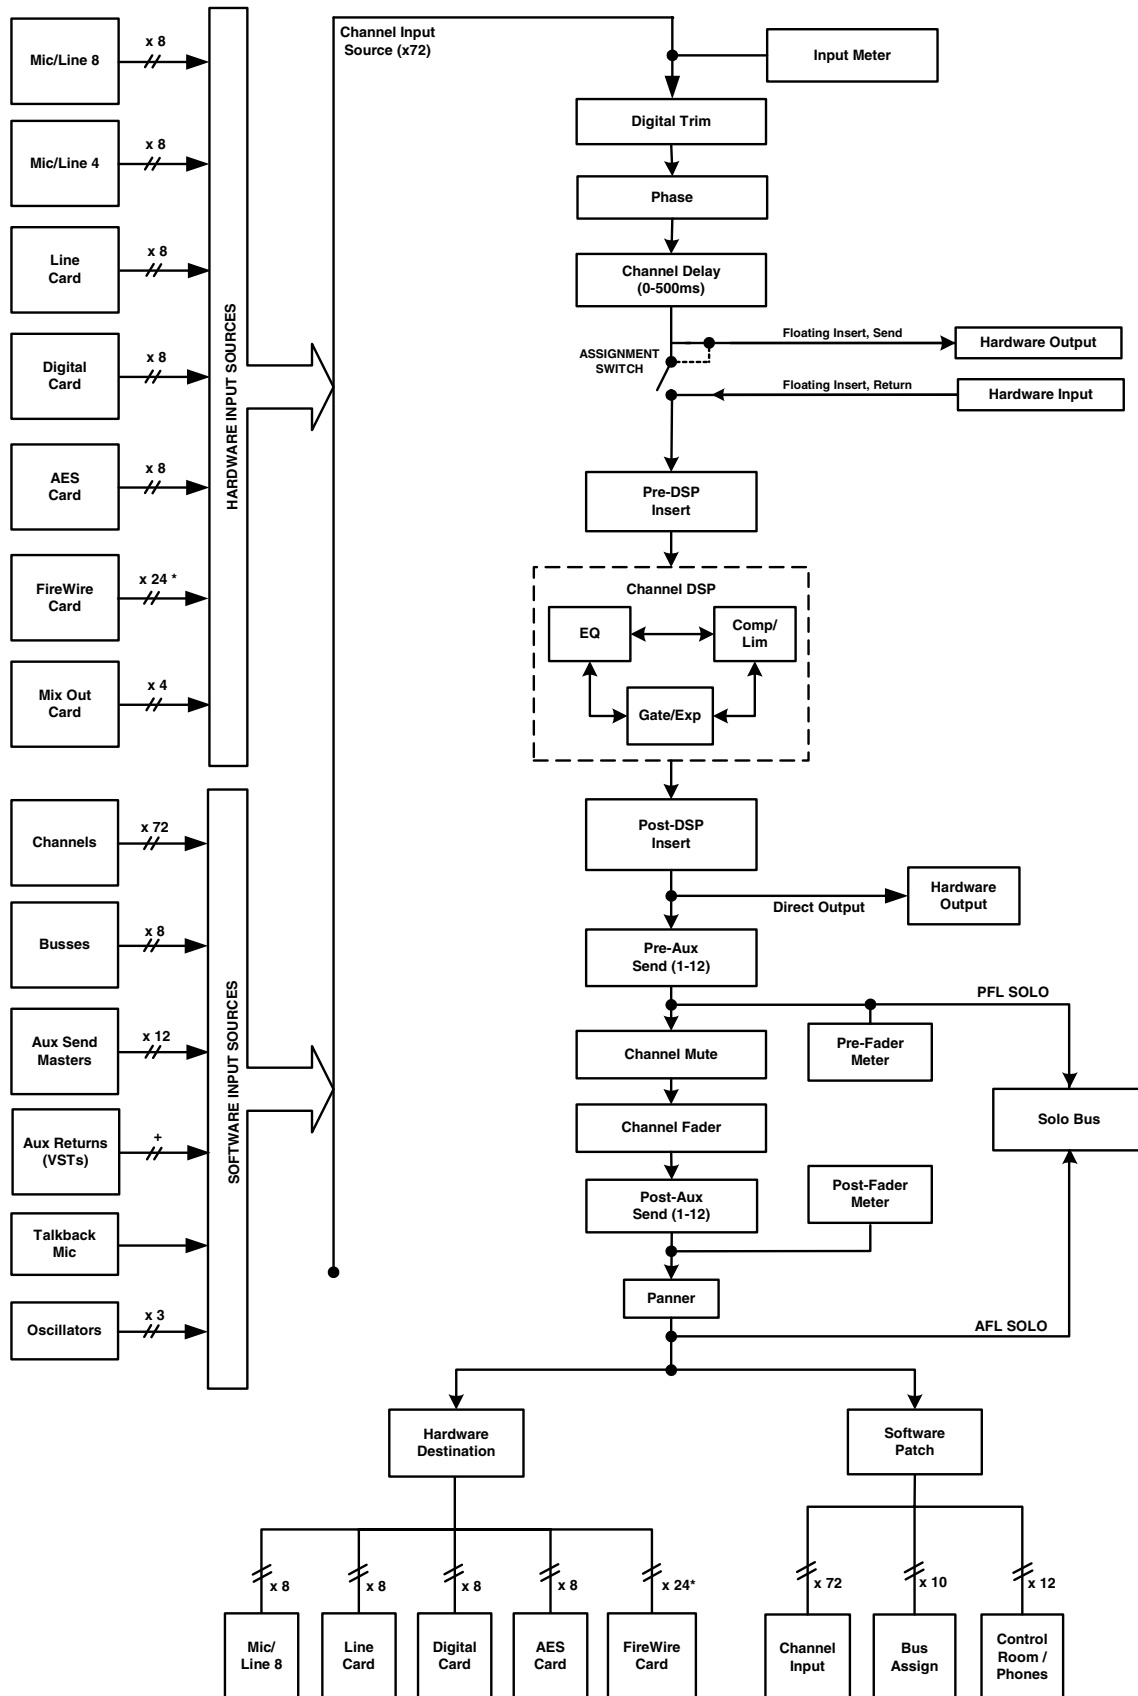 Mic/Line 8
x 8
Mic/Line 4
x 8
Line
Card
x 8
Digital
Card
x 8
AES
Card
x 8
FireWire
Card
x 24 *
Mix Out
Card
x 4
HARDWARE INPUT SOURCES
Channels
x 72
Busses
x 8
Aux Send
Masters
x 12
Aux Returns
(VSTs)
+
Talkback
Mic
Oscillators
x 3
SOFTWARE INPUT SOURCES
Channel Input
Source (x72)
Input Meter
Digital Trim
Phase
Channel Delay
(0-500ms)
ASSIGNMENT
SWITCH
Floating Insert, Send
Hardware Output
Floating Insert, Return
Hardware Input
Pre-DSP
Insert
Channel DSP
EQ
Comp/
Lim
Gate/Exp
Post-DSP
Insert
Direct Output
Hardware
Output
Pre-Aux
Send (1-12)
PFL SOLO
Channel Mute
Pre-Fader
Meter
Channel Fader
Solo Bus
Post-Aux
Send (1-12)
Post-Fader
Meter
Panner
AFL SOLO
Hardware
Destination
Software
Patch
x 8
x 8
x 8
x 8
x 24*
x 72
x 10
x 12
Mic/
Line 8
Line
Card
Digital
Card
AES
Card
FireWire
Card
Channel
Input
Bus
Assign
Control
Room /
Phones